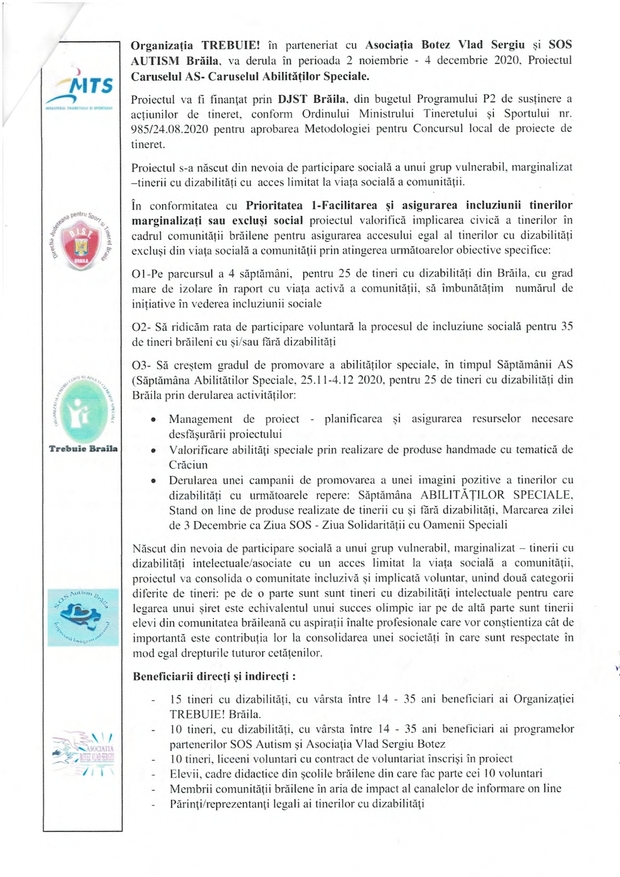 Organizația TREBUIE! în parteneriat cu Asociația Botez Vlad Sergiu și SOS
AUTISM Brăila, va derula în perioada 2 noiembrie - 4 decembrie 2020, Proiectul
Caruselul AS- Caruselul Abilităților Speciale.
MTS
MINISTERUL TINERETULUI ȘI SPORTULUI
Proiectul va fi finanțat prin DJST Brăila, din bugetul Programului P2 de susținere a
acțiunilor de tineret, conform Ordinului Ministrului Tineretului și Sportului nr.
985/24.08.2020 pentru aprobarea Metodologiei pentru Concursul local de proiecte de
tineret.
Proiectul s-a născut din nevoia de participare socială a unui grup vulnerabil, marginalizat
–tinerii cu dizabilități cu acces limitat la viața socială a comunității.
În conformitatea cu Prioritatea 1-Facilitarea și asigurarea incluziunii tinerilor
marginalizați sau excluși social proiectul valorifică implicarea civică a tinerilor în
cadrul comunității brăilene pentru asigurarea accesului egal al tinerilor cu dizabilități
excluși din viața socială a comunității prin atingerea următoarelor obiective specifice:
Direcția Județeană pentru Sport și Tineret Brăila
DJST
BRĂILA
O1-Pe parcursul a 4 săptămâni, pentru 25 de tineri cu dizabilități din Brăila, cu grad
mare de izolare în raport cu viața activă a comunității, să îmbunătățim numărul de
inițiative în vederea incluziunii sociale
O2- Să ridicăm rata de participare voluntară la procesul de incluziune socială pentru 35
de tineri brăileni cu și/sau fără dizabilități
O3- Să creștem gradul de promovare a abilităților speciale, în timpul Săptămânii AS
(Săptămâna Abilitătilor Speciale, 25.11-4.12 2020, pentru 25 de tineri cu dizabilități din
Brăila prin derularea activităților:
Trebuie Braila
• Management de proiect - planificarea și asigurarea resurselor necesare
desfășurării proiectului
• Valorificare abilități speciale prin realizare de produse handmade cu tematică de
Crăciun
• Derularea unei campanii de promovarea a unei imagini pozitive a tinerilor cu
dizabilități cu următoarele repere: Săptămâna ABILITĂȚILOR SPECIALE,
Stand on line de produse realizate de tinerii cu și fără dizabilități, Marcarea zilei
de 3 Decembrie ca Ziua SOS - Ziua Solidarității cu Oamenii Speciali
Născut din nevoia de participare socială a unui grup vulnerabil, marginalizat – tinerii cu
dizabilități intelectuale/asociate cu un acces limitat la viața socială a comunității,
proiectul va consolida o comunitate incluzivă și implicată voluntar, unind două categorii
diferite de tineri: pe de o parte sunt sunt tineri cu dizabilități intelectuale pentru care
legarea unui șiret este echivalentul unui succes olimpic iar pe de altă parte sunt tinerii
elevi din comunitatea brăileană cu aspirații înalte profesionale care vor conștientiza cât de
importantă este contribuția lor la consolidarea unei societăți în care sunt respectate în
mod egal drepturile tuturor cetățenilor.
S.O.S Autism Brăila
Beneficiarii direcți și indirecți :
- 15 tineri cu dizabilități, cu vârsta între 14 - 35 ani beneficiari ai Organizației
TREBUIE! Brăila.
- 10 tineri, cu dizabilități, cu vârsta între 14 - 35 ani beneficiari ai programelor
partenerilor SOS Autism și Asociația Vlad Sergiu Botez
- 10 tineri, liceeni voluntari cu contract de voluntariat înscriși în proiect
- Elevii, cadre didactice din școlile brăilene din care fac parte cei 10 voluntari
- Membrii comunității brăilene în aria de impact al canalelor de informare on line
- Părinți/reprezentanți legali ai tinerilor cu dizabilități
ASOCIAȚIA
BOTEZ VLAD SERGIU